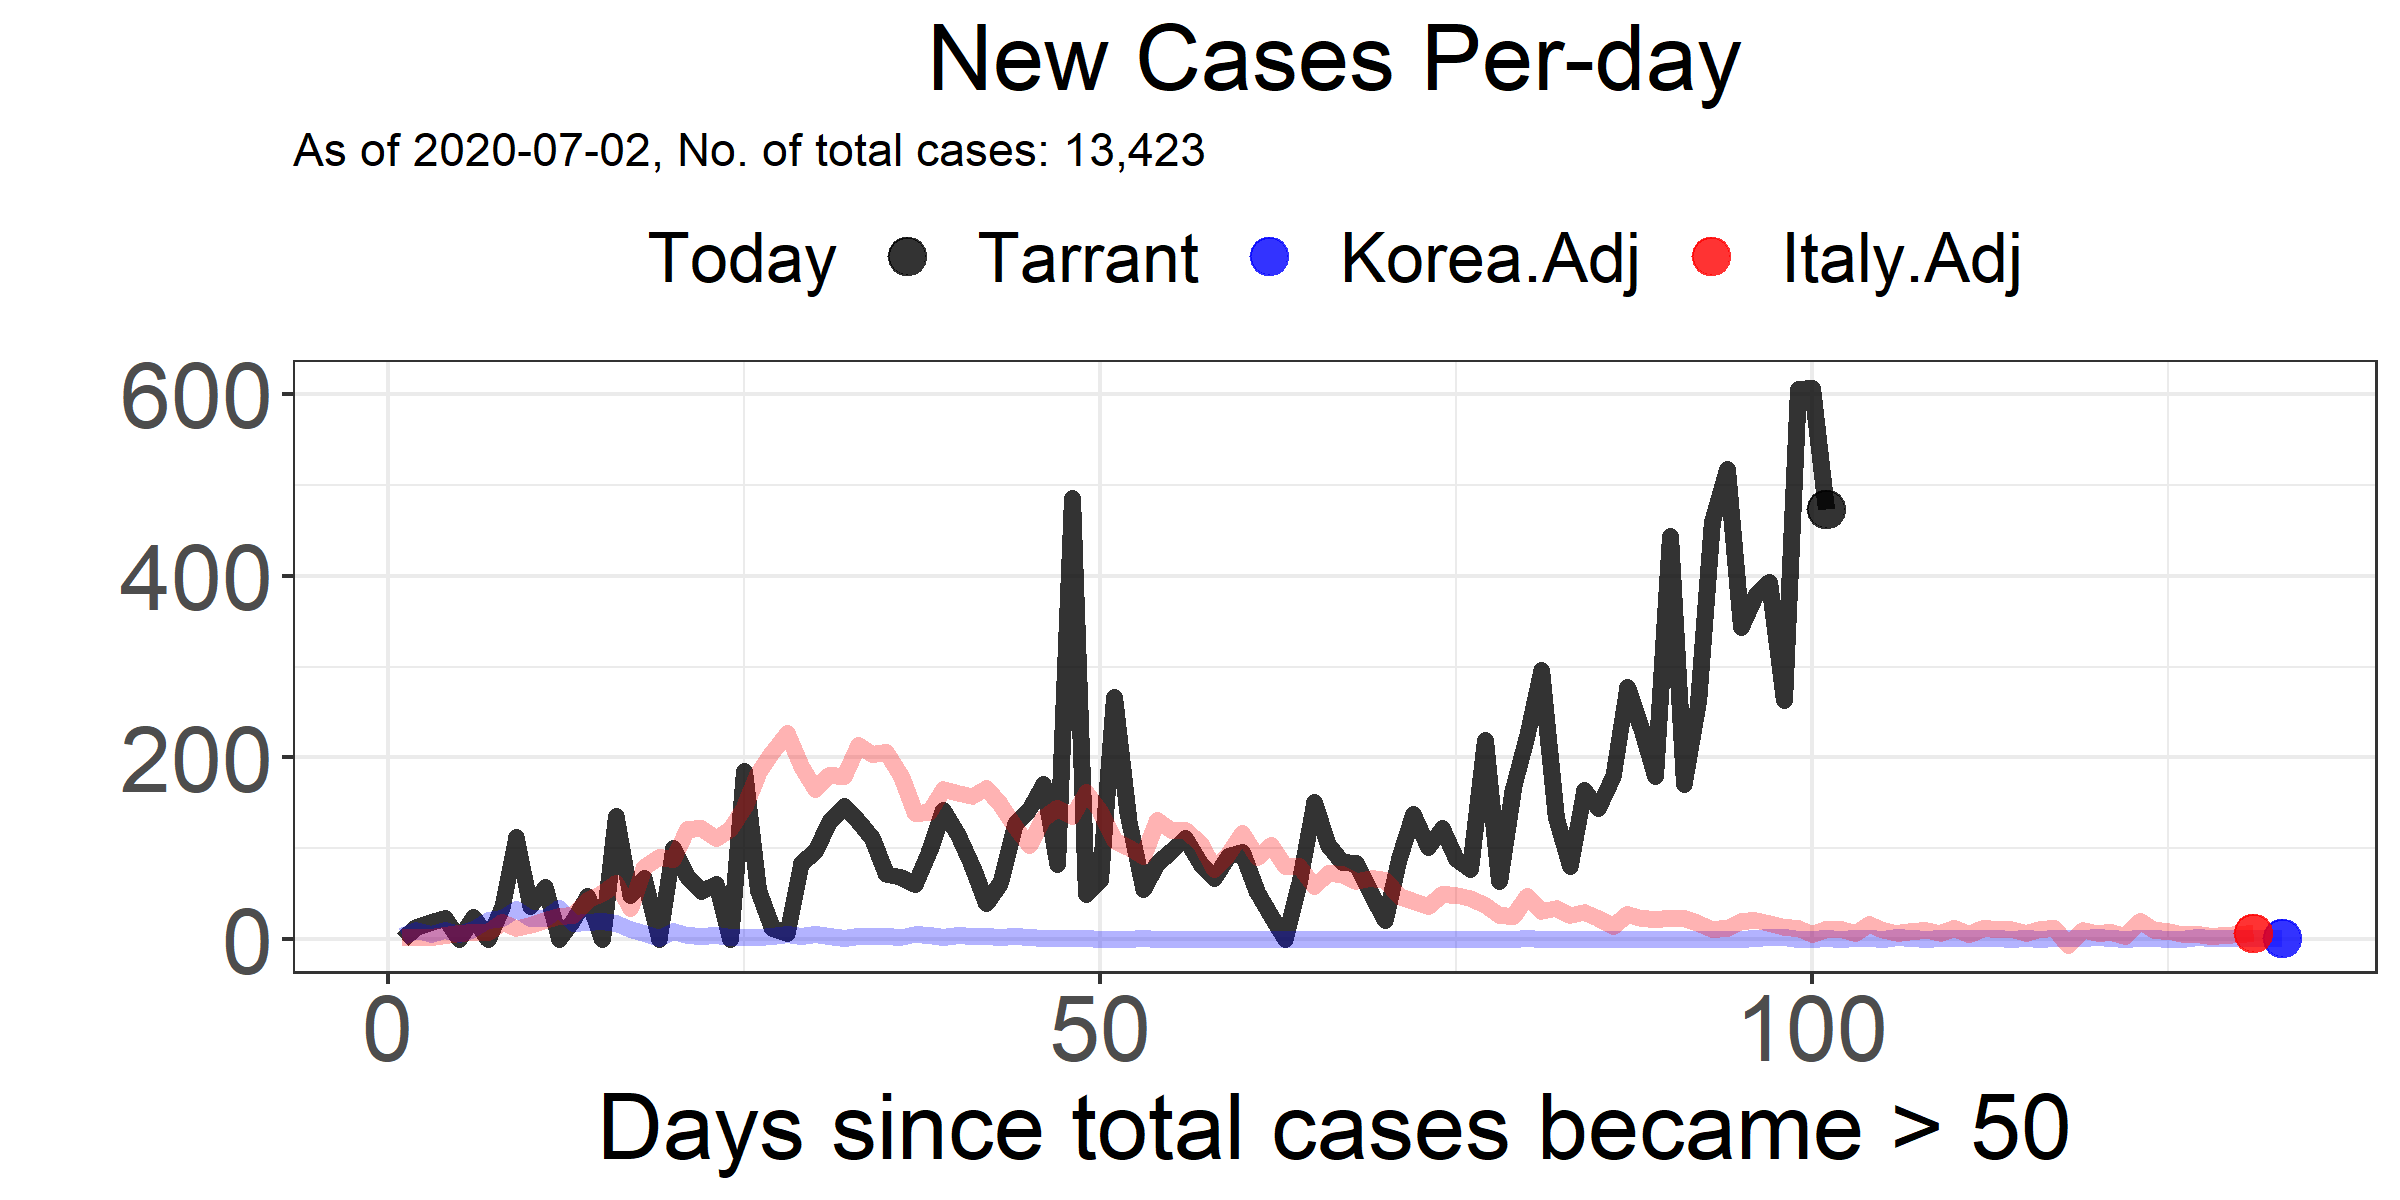 New Cases Per-day
As of 2020-07-02, No. of total cases: 13,423
Today Tarrant Korea.Adj Italy.Adj
600
400
200
0
0 50 100
Days since total cases became > 50